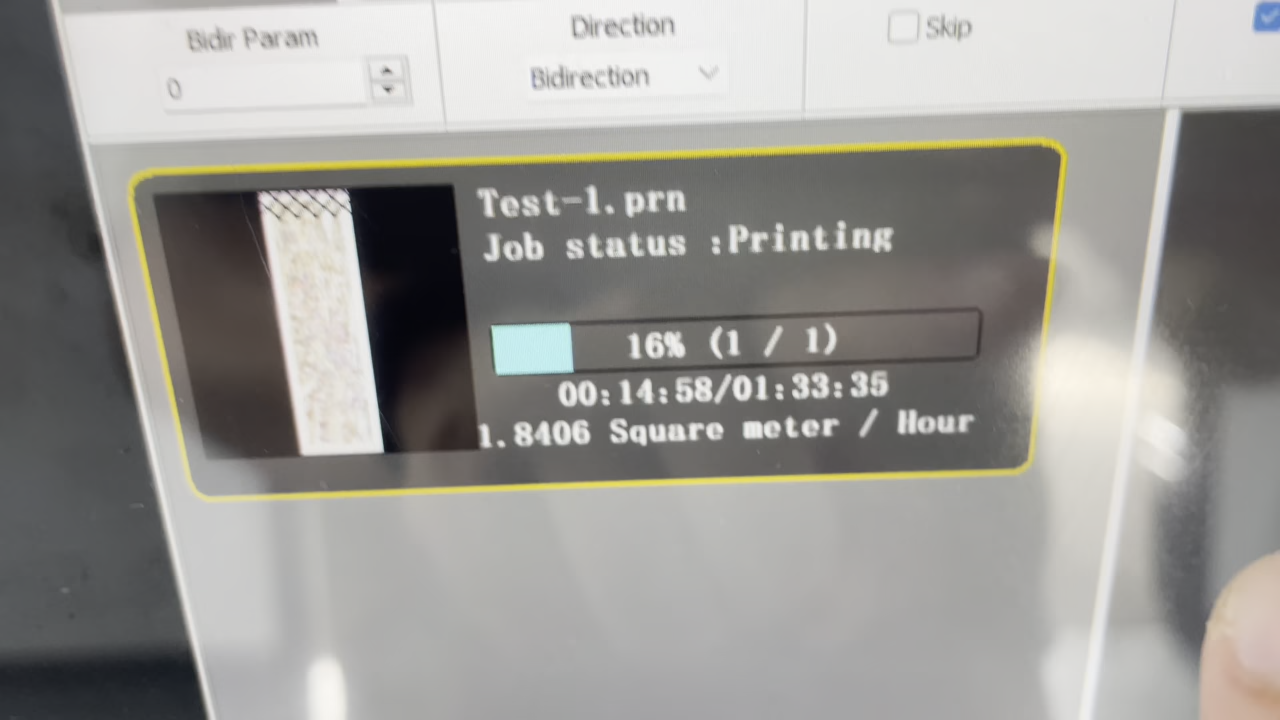 Bidir Param
0
Direction
Bidirection
Skip
Test-1.prn
Job status :Printing
16% (1 / 1)
00:14:58/01:33:35
1.8406 Square meter / Hour